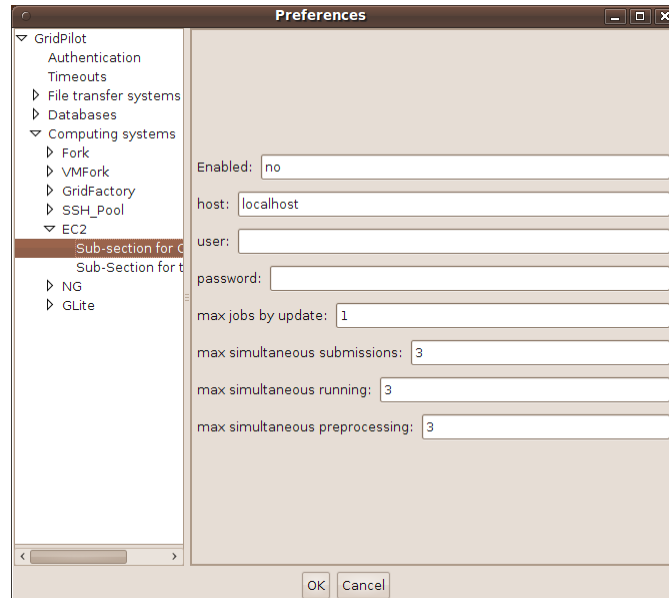 Preferences
GridPilot
Authentication
Timeouts
File transfer systems
Databases
Computing systems
Fork
VMFork
GridFactory
SSH_Pool
EC2
Sub-section for
Sub-Section for
NG
GLite
Enabled: no
host: localhost
user:
password:
max jobs by update: 1
max simultaneous submissions: 3
max simultaneous running: 3
max simultaneous preprocessing: 3
OK Cancel